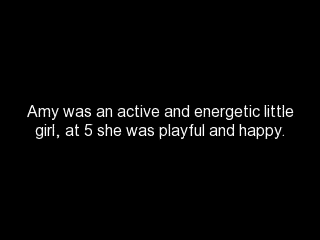 Amy was an active and energetic little
girl, at 5 she was playful and happy.